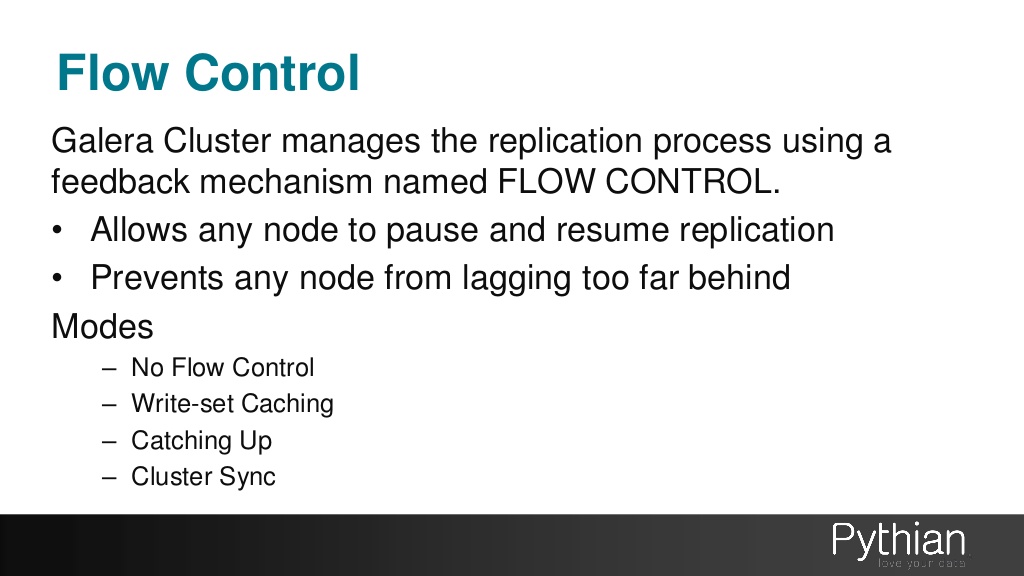 Flow Control
Galera Cluster manages the replication process using a
feedback mechanism named FLOW CONTROL.
• Allows any node to pause and resume replication
• Prevents any node from lagging too far behind
Modes
– No Flow Control
– Write-set Caching
– Catching Up
– Cluster Sync
Pythian
love your data